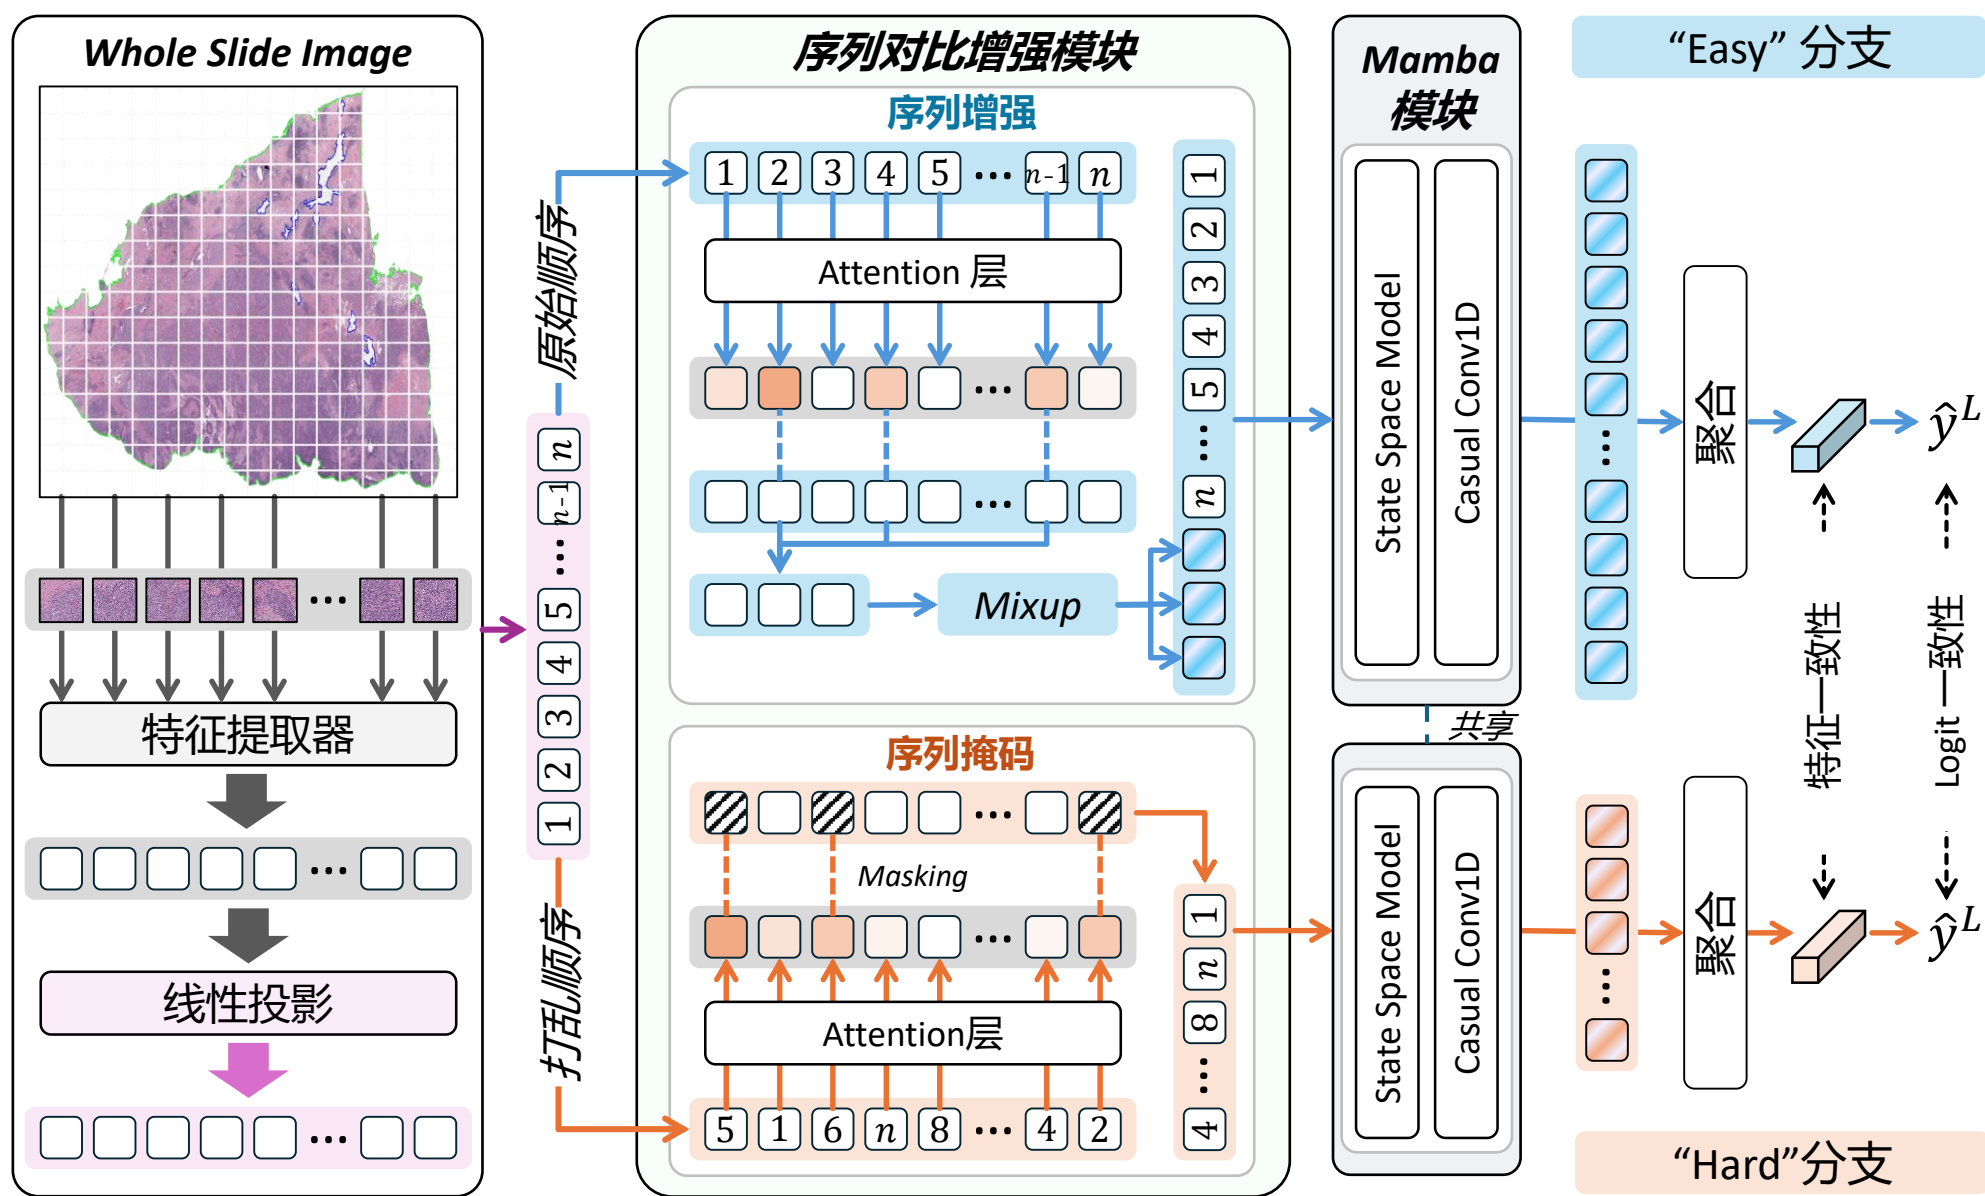 Whole Slide Image
特征提取器
线性投影
n
n-1
...
5
4
3
2
1
原始顺序
打乱顺序
序列对比增强模块
序列增强
1 2 3 4 5 ... n-1 n
Attention 层
...
...
Mixup
1
2
3
4
5
...
n
序列掩码
...
Masking
...
Attention层
5 1 6 n 8 ... 4 2
1
n
8
...
4
Mamba
模块
State Space Model
Casual Conv1D
共享
State Space Model
Casual Conv1D
“Easy” 分支
...
聚合
ŷ^L
特征一致性
Logit 一致性
...
聚合
ŷ^L
“Hard”分支